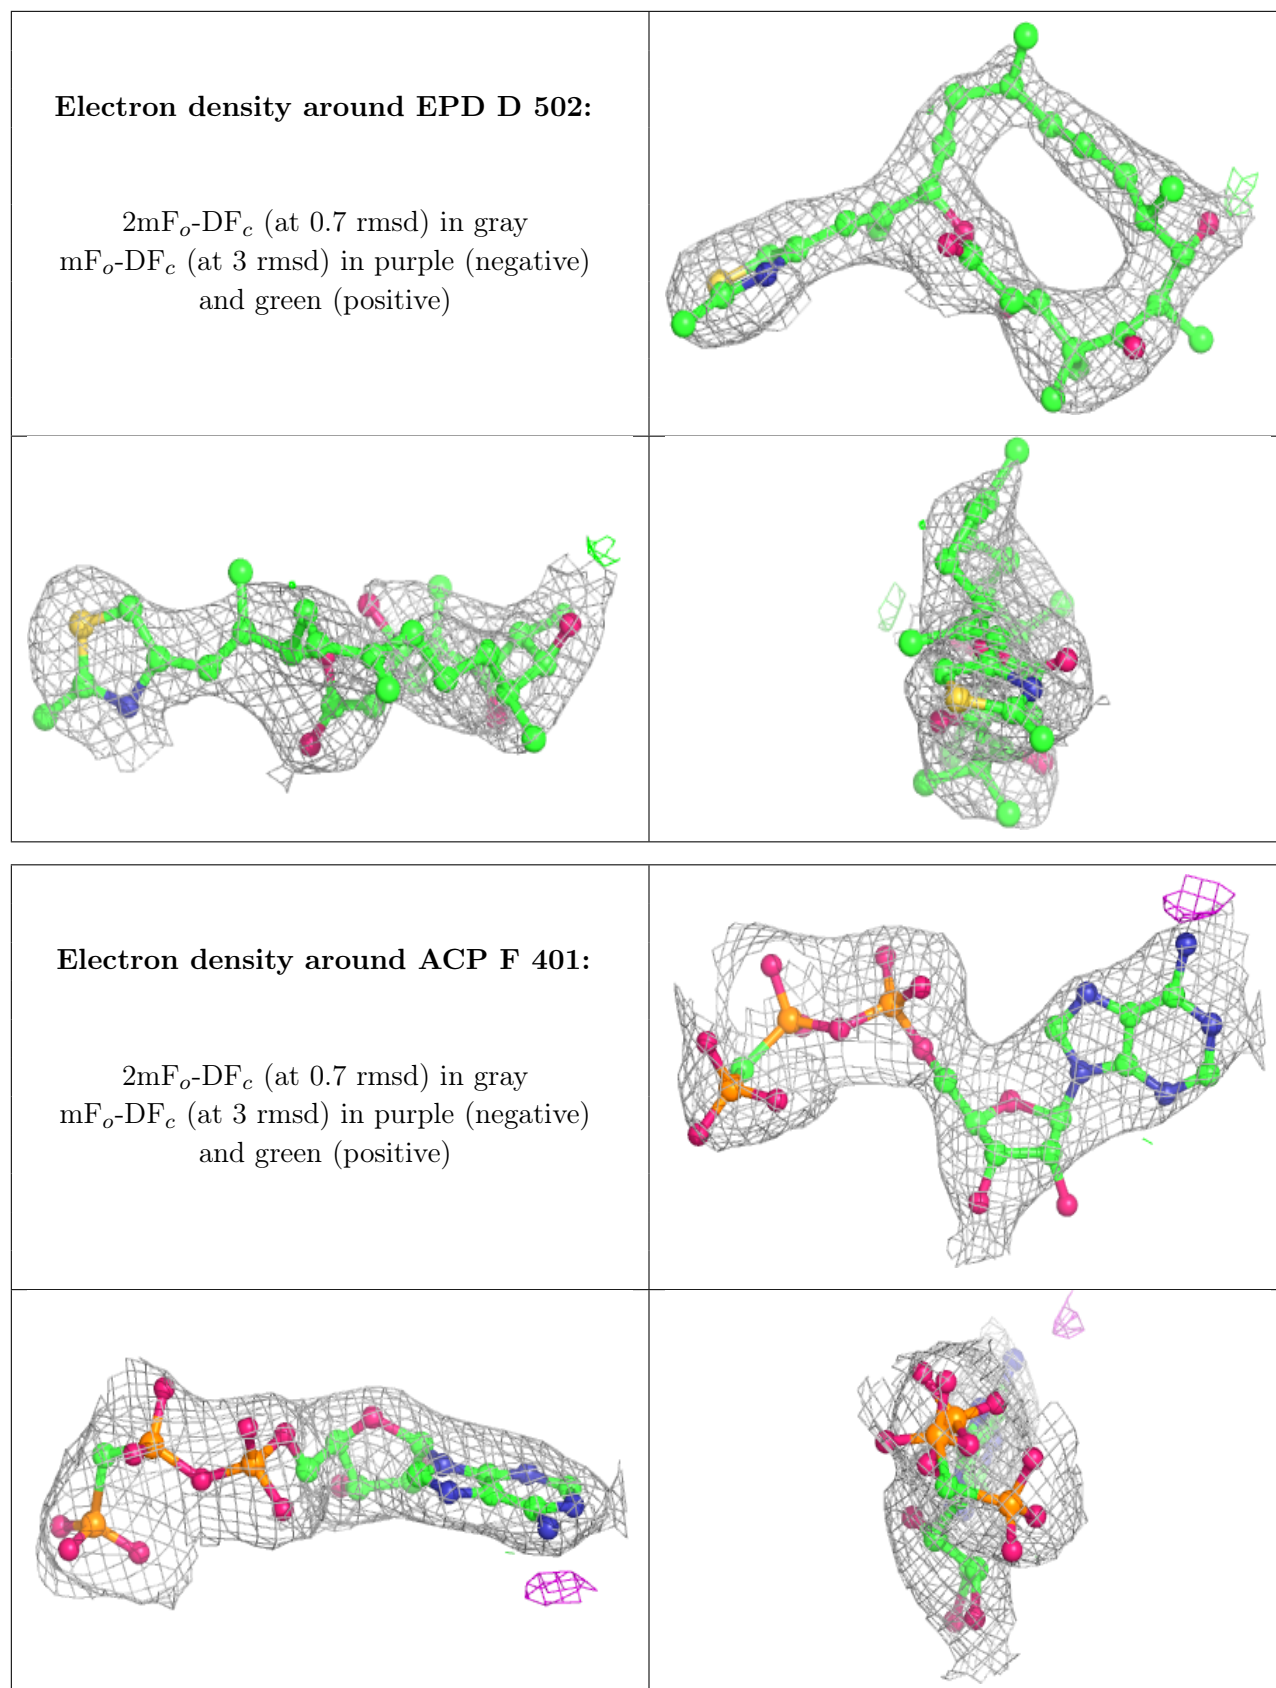 Electron density around EPD D 502:
2mFo-DFc (at 0.7 rmsd) in gray
mFo-DFc (at 3 rmsd) in purple (negative)
and green (positive)
Electron density around ACP F 401:
2mFo-DFc (at 0.7 rmsd) in gray
mFo-DFc (at 3 rmsd) in purple (negative)
and green (positive)